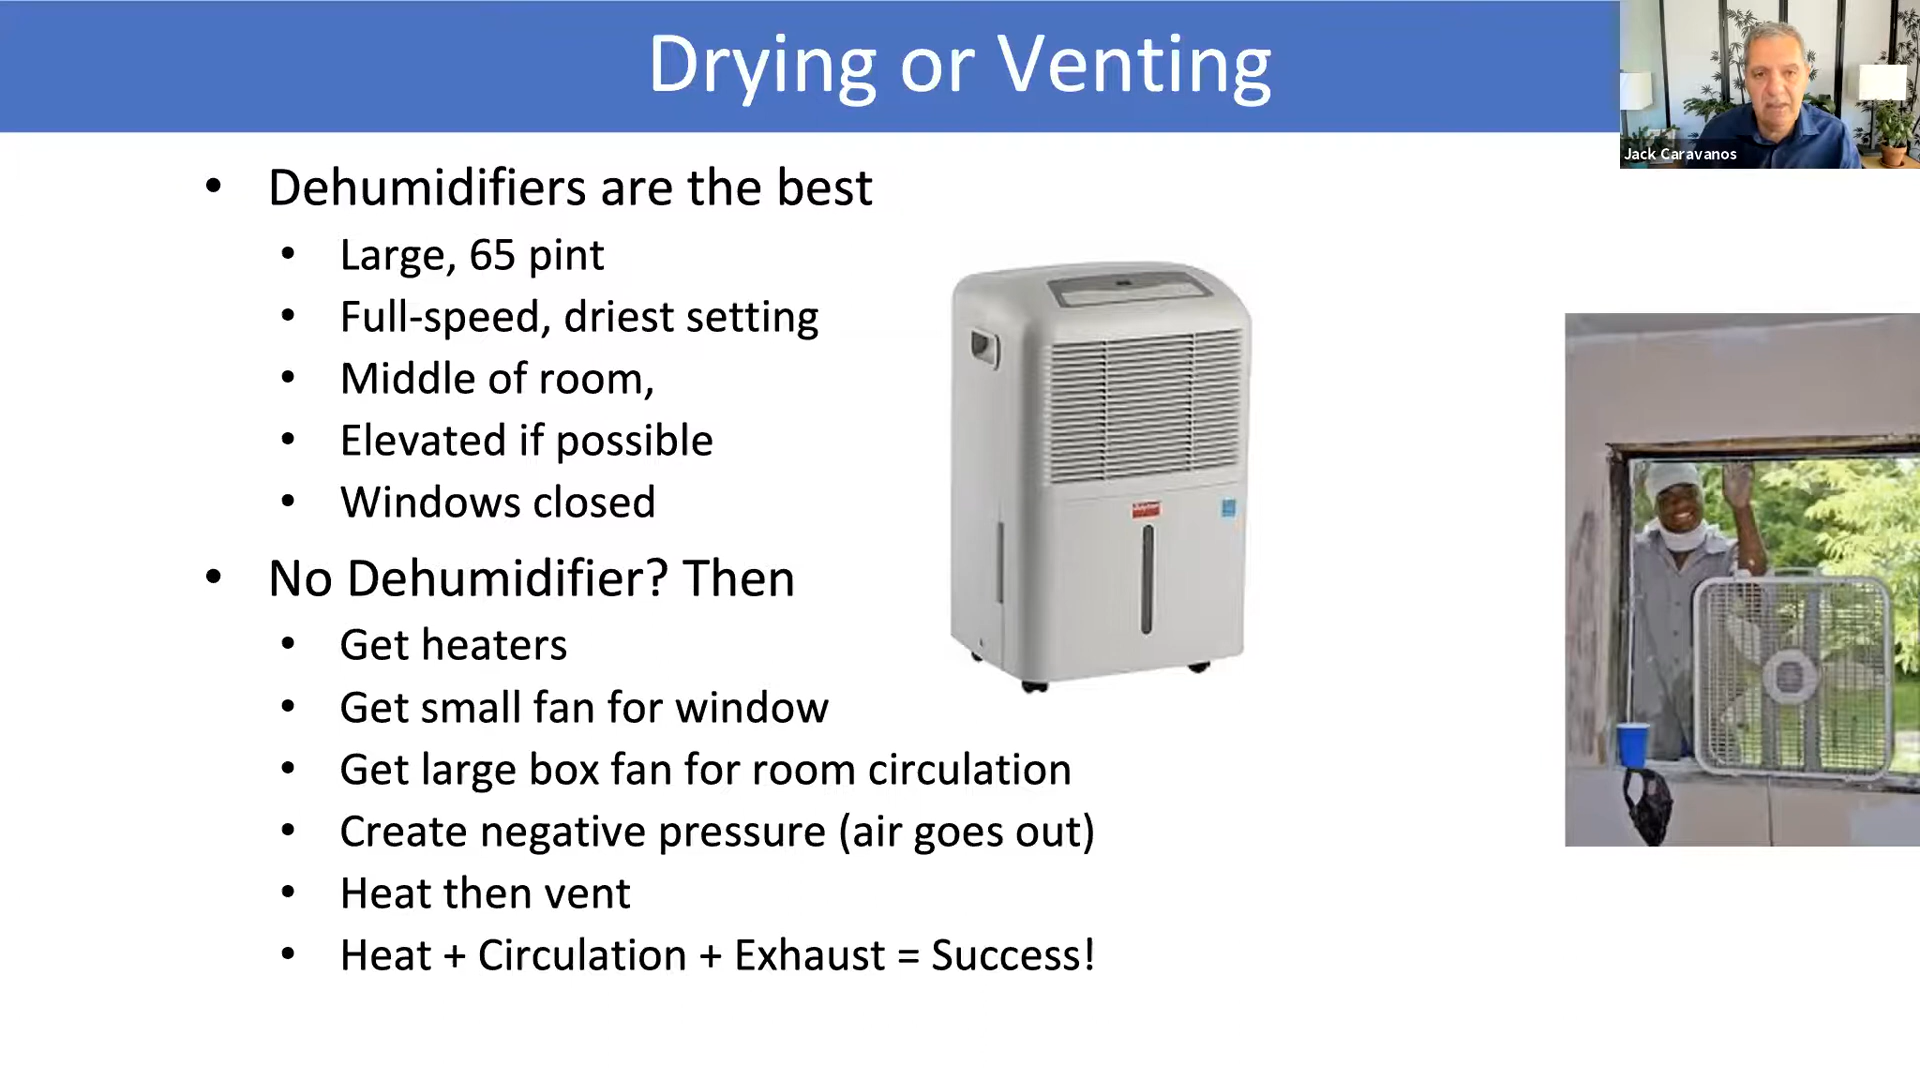 Drying or Venting
Jack Caravanos
• Dehumidifiers are the best
• Large, 65 pint
• Full-speed, driest setting
• Middle of room,
• Elevated if possible
• Windows closed
• No Dehumidifier? Then
• Get heaters
• Get small fan for window
• Get large box fan for room circulation
• Create negative pressure (air goes out)
• Heat then vent
• Heat + Circulation + Exhaust = Success!